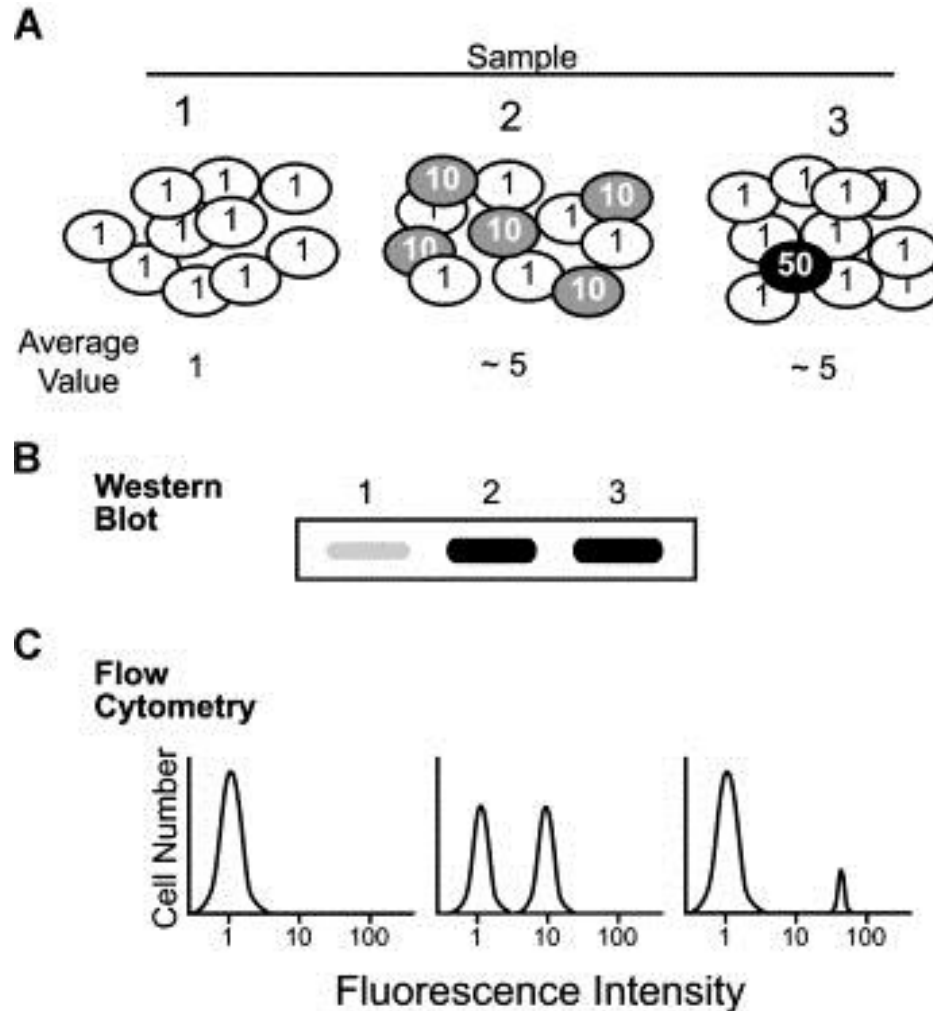 A
Sample
1 2 3
1 1 1 1 1 1 1 1 1 1
10 1 10 1 10 1 1 10 1 1 10
1 1 1 1 1 1 50 1 1 1 1
Average
Value
1 ~ 5 ~ 5
B
Western
Blot
1 2 3
C
Flow
Cytometry
Cell Number
1 10 100 1 10 100 1 10 100
Fluorescence Intensity